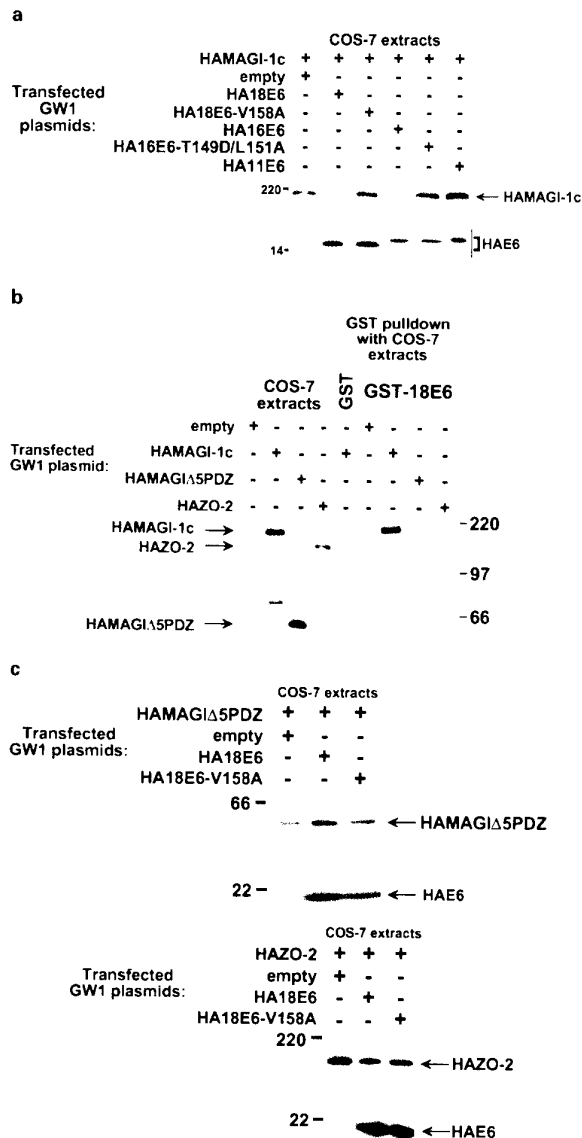 a
COS-7 extracts
HAMAGI-1c + + + + + +
empty + - - - - -
Transfected GW1 plasmids:
HA18E6 - + - - - -
HA18E6-V158A - - + - - -
HA16E6 - - - + - -
HA16E6-T149D/L151A - - - - + -
HA11E6 - - - - - +
220-
HAMAGI-1c
14-
HAE6
b
GST pulldown
with COS-7
extracts
COS-7
extracts
GST
GST-18E6
empty + - - - - + - - -
Transfected
GW1 plasmid:
HAMAGI-1c - + - - + - + - -
HAMAGIΔ5PDZ - - + - - - - + -
HAZO-2 - - - + - - - - +
HAMAGI-1c
-220
HAZO-2
-97
-66
HAMAGIΔ5PDZ
c
COS-7 extracts
HAMAGIΔ5PDZ + + +
Transfected
GW1 plasmids:
empty + - -
HA18E6 - + -
HA18E6-V158A - - +
66 -
HAMAGIΔ5PDZ
22 -
HAE6
COS-7 extracts
HAZO-2 + + +
Transfected
GW1 plasmids:
empty + - -
HA18E6 - + -
HA18E6-V158A - - +
220 -
HAZO-2
22 -
HAE6